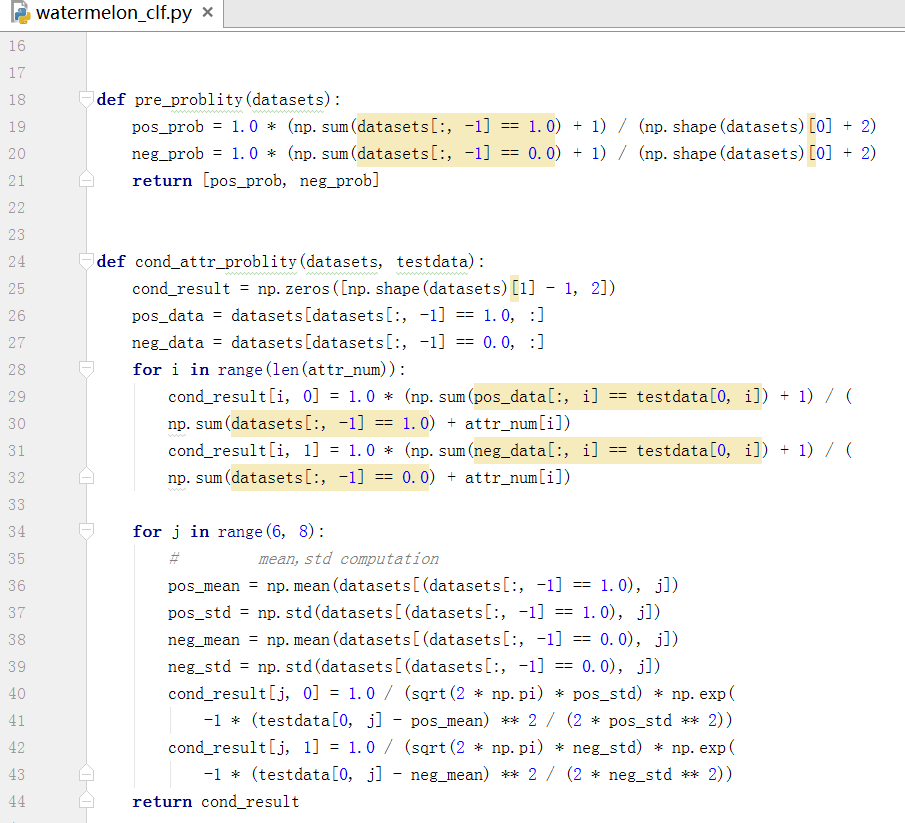 watermelon_clf.py ×
16
17
18 def pre_problity(datasets):
19 pos_prob = 1.0 * (np.sum(datasets[:, -1] == 1.0) + 1) / (np.shape(datasets)[0] + 2)
20 neg_prob = 1.0 * (np.sum(datasets[:, -1] == 0.0) + 1) / (np.shape(datasets)[0] + 2)
21 return [pos_prob, neg_prob]
22
23
24 def cond_attr_problity(datasets, testdata):
25 cond_result = np.zeros([np.shape(datasets)[1] - 1, 2])
26 pos_data = datasets[datasets[:, -1] == 1.0, :]
27 neg_data = datasets[datasets[:, -1] == 0.0, :]
28 for i in range(len(attr_num)):
29 cond_result[i, 0] = 1.0 * (np.sum(pos_data[:, i] == testdata[0, i]) + 1) / (
30 np.sum(datasets[:, -1] == 1.0) + attr_num[i])
31 cond_result[i, 1] = 1.0 * (np.sum(neg_data[:, i] == testdata[0, i]) + 1) / (
32 np.sum(datasets[:, -1] == 0.0) + attr_num[i])
33
34 for j in range(6, 8):
35 # mean,std computation
36 pos_mean = np.mean(datasets[(datasets[:, -1] == 1.0), j])
37 pos_std = np.std(datasets[(datasets[:, -1] == 1.0), j])
38 neg_mean = np.mean(datasets[(datasets[:, -1] == 0.0), j])
39 neg_std = np.std(datasets[(datasets[:, -1] == 0.0), j])
40 cond_result[j, 0] = 1.0 / (sqrt(2 * np.pi) * pos_std) * np.exp(
41 -1 * (testdata[0, j] - pos_mean) ** 2 / (2 * pos_std ** 2))
42 cond_result[j, 1] = 1.0 / (sqrt(2 * np.pi) * neg_std) * np.exp(
43 -1 * (testdata[0, j] - neg_mean) ** 2 / (2 * neg_std ** 2))
44 return cond_result